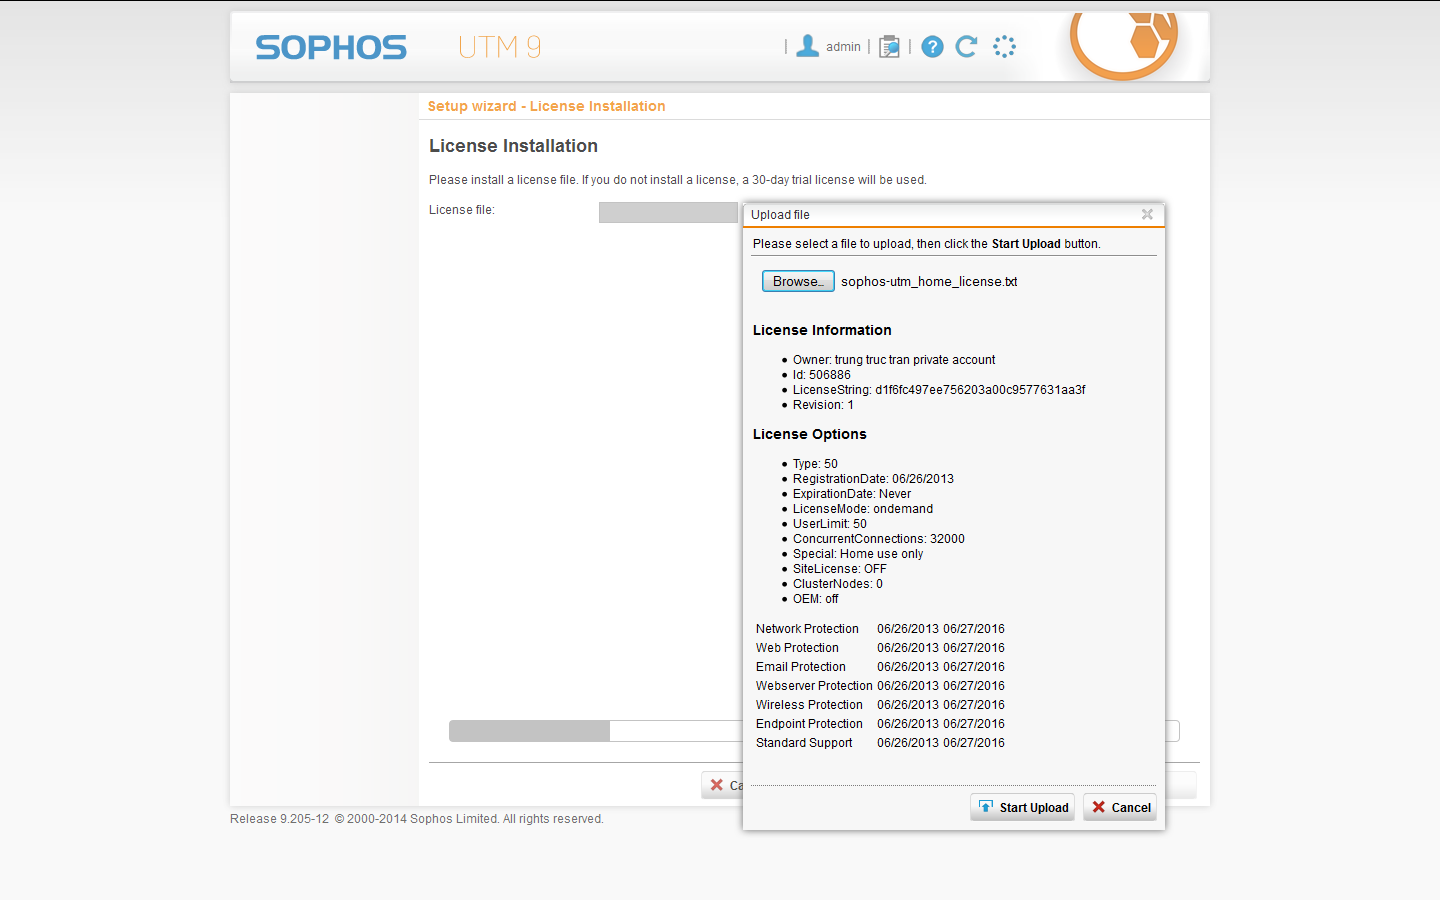 SOPHOS UTM 9 | admin | | ?
Setup wizard - License Installation
License Installation
Please install a license file. If you do not install a license, a 30-day trial license will be used.
License file:
Upload file
Please select a file to upload, then click the Start Upload button.
Browse... sophos-utm_home_license.txt
License Information
• Owner: trung truc tran private account
• Id: 506886
• LicenseString: d1f6fc497ee756203a00c9577631aa3f
• Revision: 1
License Options
• Type: 50
• RegistrationDate: 06/26/2013
• ExpirationDate: Never
• LicenseMode: ondemand
• UserLimit: 50
• ConcurrentConnections: 32000
• Special: Home use only
• SiteLicense: OFF
• ClusterNodes: 0
• OEM: off
Network Protection 06/26/2013 06/27/2016
Web Protection 06/26/2013 06/27/2016
Email Protection 06/26/2013 06/27/2016
Webserver Protection 06/26/2013 06/27/2016
Wireless Protection 06/26/2013 06/27/2016
Endpoint Protection 06/26/2013 06/27/2016
Standard Support 06/26/2013 06/27/2016
Ca
Start Upload Cancel
Release 9.205-12 © 2000-2014 Sophos Limited. All rights reserved.